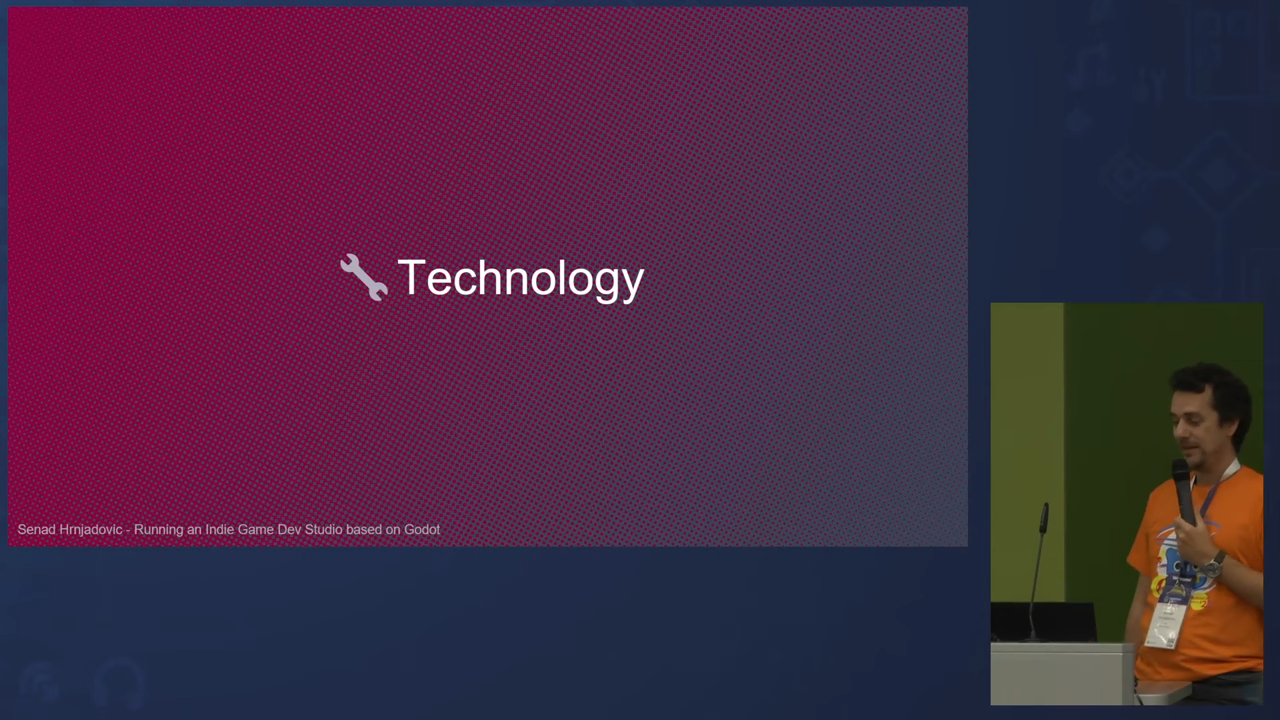 Technology
Senad Hrnjadovic - Running an Indie Game Dev Studio based on Godot